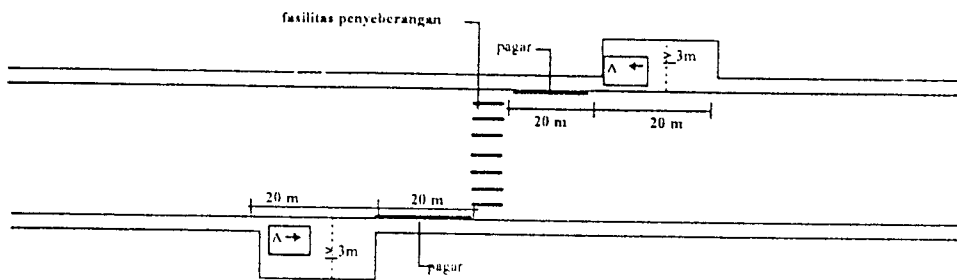 fasilitas penyeberangan
pagar
A ←
≥3m
20 m
20 m
20 m
20 m
A →
≥3m
pagar